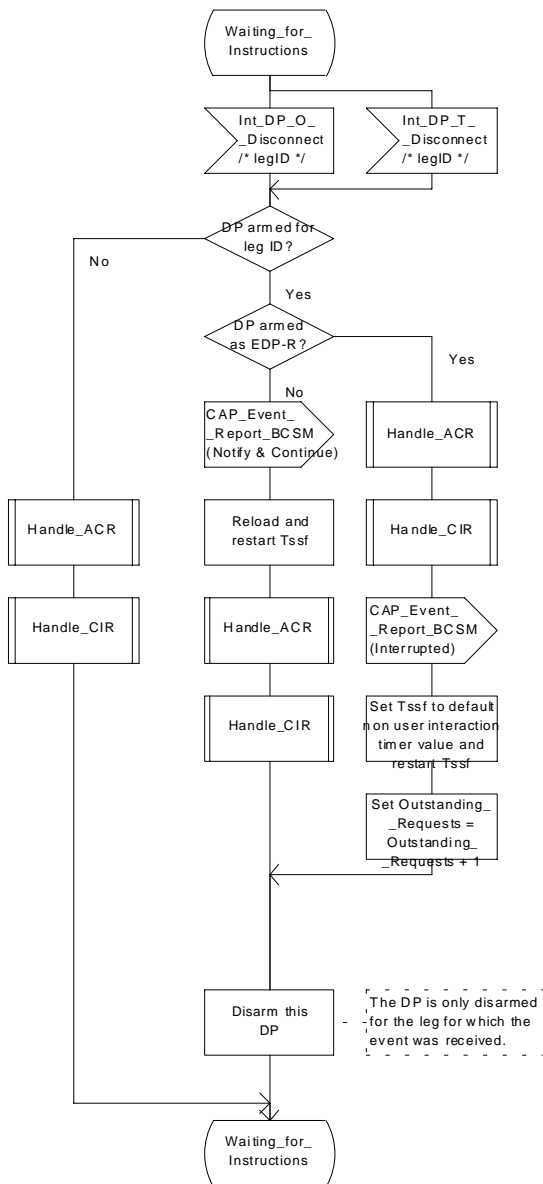 Waiting_for_
Instructions
Int_DP_O_
_Disconnect
/* legID */
Int_DP_T_
_Disconnect
/* legID */
DP armed for
leg ID?
No
Yes
DP armed
as EDP-R?
Yes
No
CAP_Event_
_Report_BCSM
(Notify & Continue)
Handle_ACR
Handle_ACR
Reload and
restart Tssf
Handle_CIR
Handle_CIR
Handle_ACR
CAP_Event_
_Report_BCSM
(Interrupted)
Handle_CIR
Set Tssf to default
non user interaction
timer value and
restart Tssf
Set Outstanding_
_Requests =
Outstanding_
_Requests + 1
Disarm this
DP
The DP is only disarmed
for the leg for which the
event was received.
Waiting_for_
Instructions